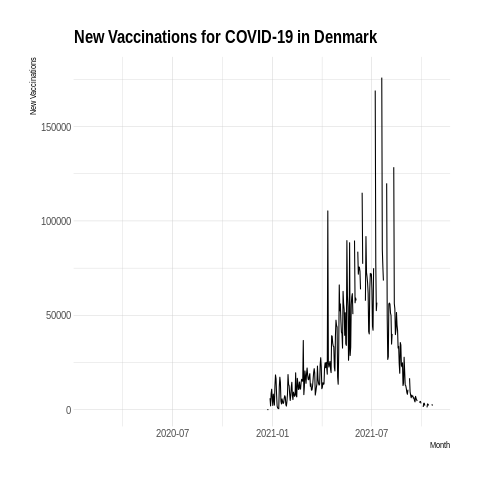 New Vaccinations for COVID-19 in Denmark
New Vaccinations
150000
100000
50000
0
2020-07
2021-01
2021-07
Month